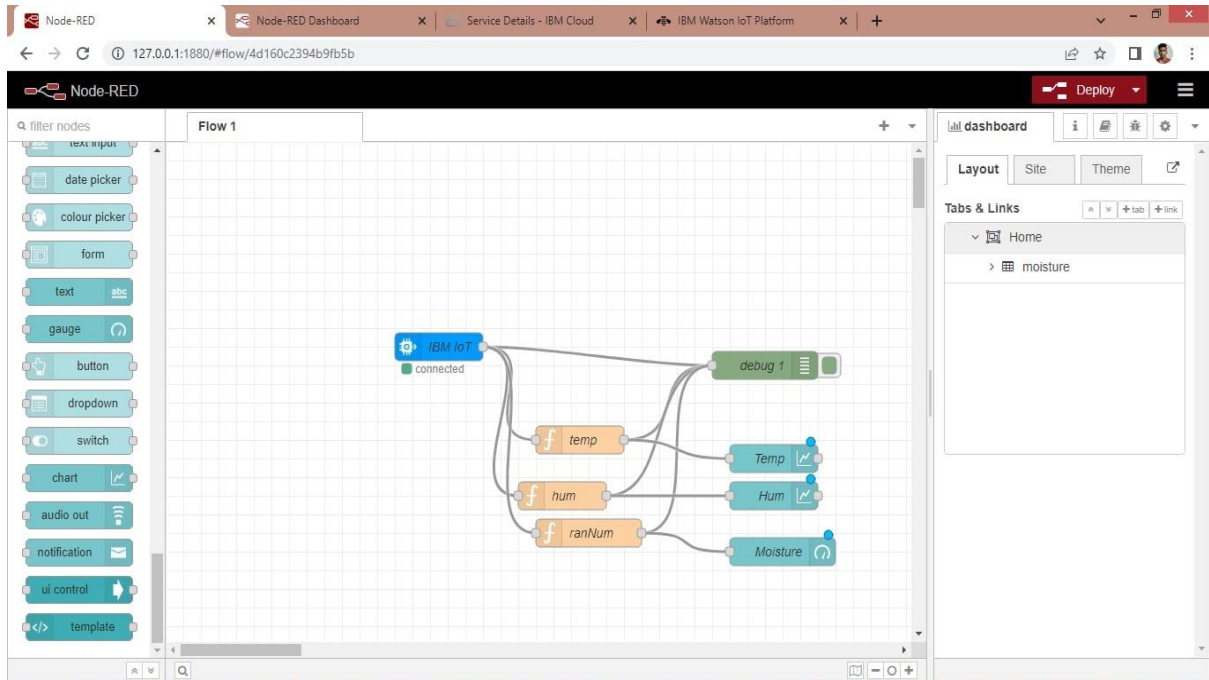 Node-RED
Node-RED Dashboard
Service Details - IBM Cloud
IBM Watson IoT Platform
127.0.0.1:1880/#flow/4d160c2394b9fb5b
Node-RED
Deploy
filter nodes
Flow 1
dashboard
i
text input
date picker
colour picker
form
text
abc
gauge
button
dropdown
switch
chart
audio out
notification
ui control
template
IBM IoT
connected
debug 1
f temp
Temp
f hum
Hum
f ranNum
Moisture
Layout
Site
Theme
Tabs & Links
+ tab
+ link
Home
moisture